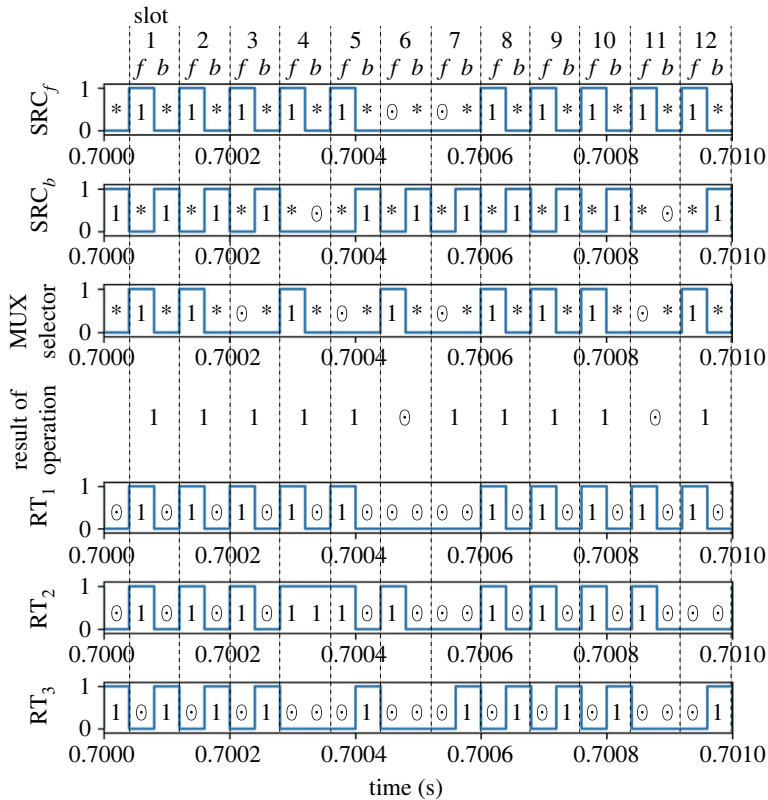 slot
1 2 3 4 5 6 7 8 9 10 11 12
f b f b f b f b f b f b f b f b f b f b f b f b
SRC_f
1
0
* 1 * 1 * 1 * 1 * 1 * ⊙ * ⊙ * 1 * 1 * 1 * 1 * 1 *
0.7000 0.7002 0.7004 0.7006 0.7008 0.7010
SRC_b
1
0
1 * 1 * 1 * 1 * ⊙ * 1 * 1 * 1 * 1 * 1 * 1 * ⊙ * 1
0.7000 0.7002 0.7004 0.7006 0.7008 0.7010
MUX
selector
1
0
* 1 * 1 * ⊙ * 1 * ⊙ * 1 * ⊙ * 1 * 1 * 1 * ⊙ * 1 *
0.7000 0.7002 0.7004 0.7006 0.7008 0.7010
result of
operation
1 1 1 1 1 ⊙ 1 1 1 1 ⊙ 1
RT_1
1
0
⊙ 1 ⊙ 1 ⊙ 1 ⊙ 1 ⊙ 1 ⊙ ⊙ ⊙ ⊙ ⊙ 1 ⊙ 1 ⊙ 1 ⊙ 1 ⊙ 1 ⊙
0.7000 0.7002 0.7004 0.7006 0.7008 0.7010
RT_2
1
0
⊙ 1 ⊙ 1 ⊙ 1 ⊙ 1 1 1 ⊙ 1 ⊙ ⊙ ⊙ 1 ⊙ 1 ⊙ 1 ⊙ 1 ⊙ ⊙ ⊙
0.7000 0.7002 0.7004 0.7006 0.7008 0.7010
RT_3
1
0
1 ⊙ 1 ⊙ 1 ⊙ 1 ⊙ ⊙ ⊙ 1 ⊙ ⊙ ⊙ 1 ⊙ 1 ⊙ 1 ⊙ 1 ⊙ ⊙ ⊙ 1
0.7000 0.7002 0.7004 0.7006 0.7008 0.7010
time (s)